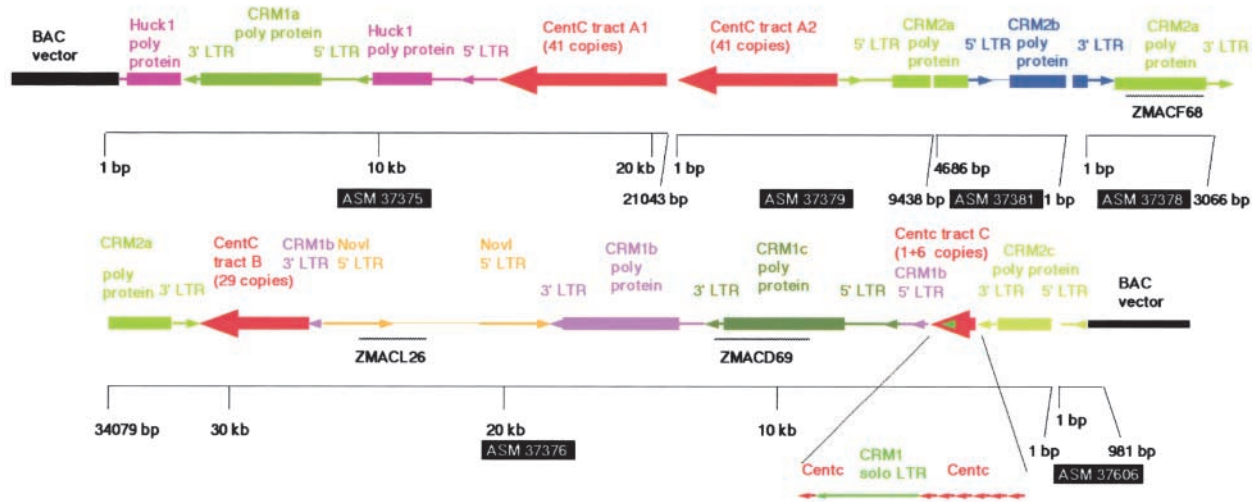 BAC
vector
Huck1
poly
protein
3' LTR
CRM1a
poly protein
5' LTR
Huck1
poly protein
5' LTR
CentC tract A1
(41 copies)
CentC tract A2
(41 copies)
5' LTR
CRM2a
poly
protein
5' LTR
CRM2b
poly
protein
3' LTR
CRM2a
poly
protein
3' LTR
ZMACF68
1 bp
10 kb
20 kb
21043 bp
1 bp
9438 bp
4686 bp
1 bp
1 bp
3066 bp
ASM 37375
ASM 37379
ASM 37381
ASM 37378
CRM2a
poly
protein
3' LTR
CentC
tract B
(29 copies)
CRM1b
3' LTR
NovI
5' LTR
NovI
5' LTR
3' LTR
CRM1b
poly
protein
3' LTR
CRM1c
poly
protein
5' LTR
Centc tract C
(1+6 copies)
CRM1b
5' LTR
CRM2c
poly protein
3' LTR
5' LTR
BAC
vector
ZMACL26
ZMACD69
34079 bp
30 kb
20 kb
10 kb
1 bp
1 bp
981 bp
ASM 37376
ASM 37606
Centc
CRM1
solo LTR
Centc